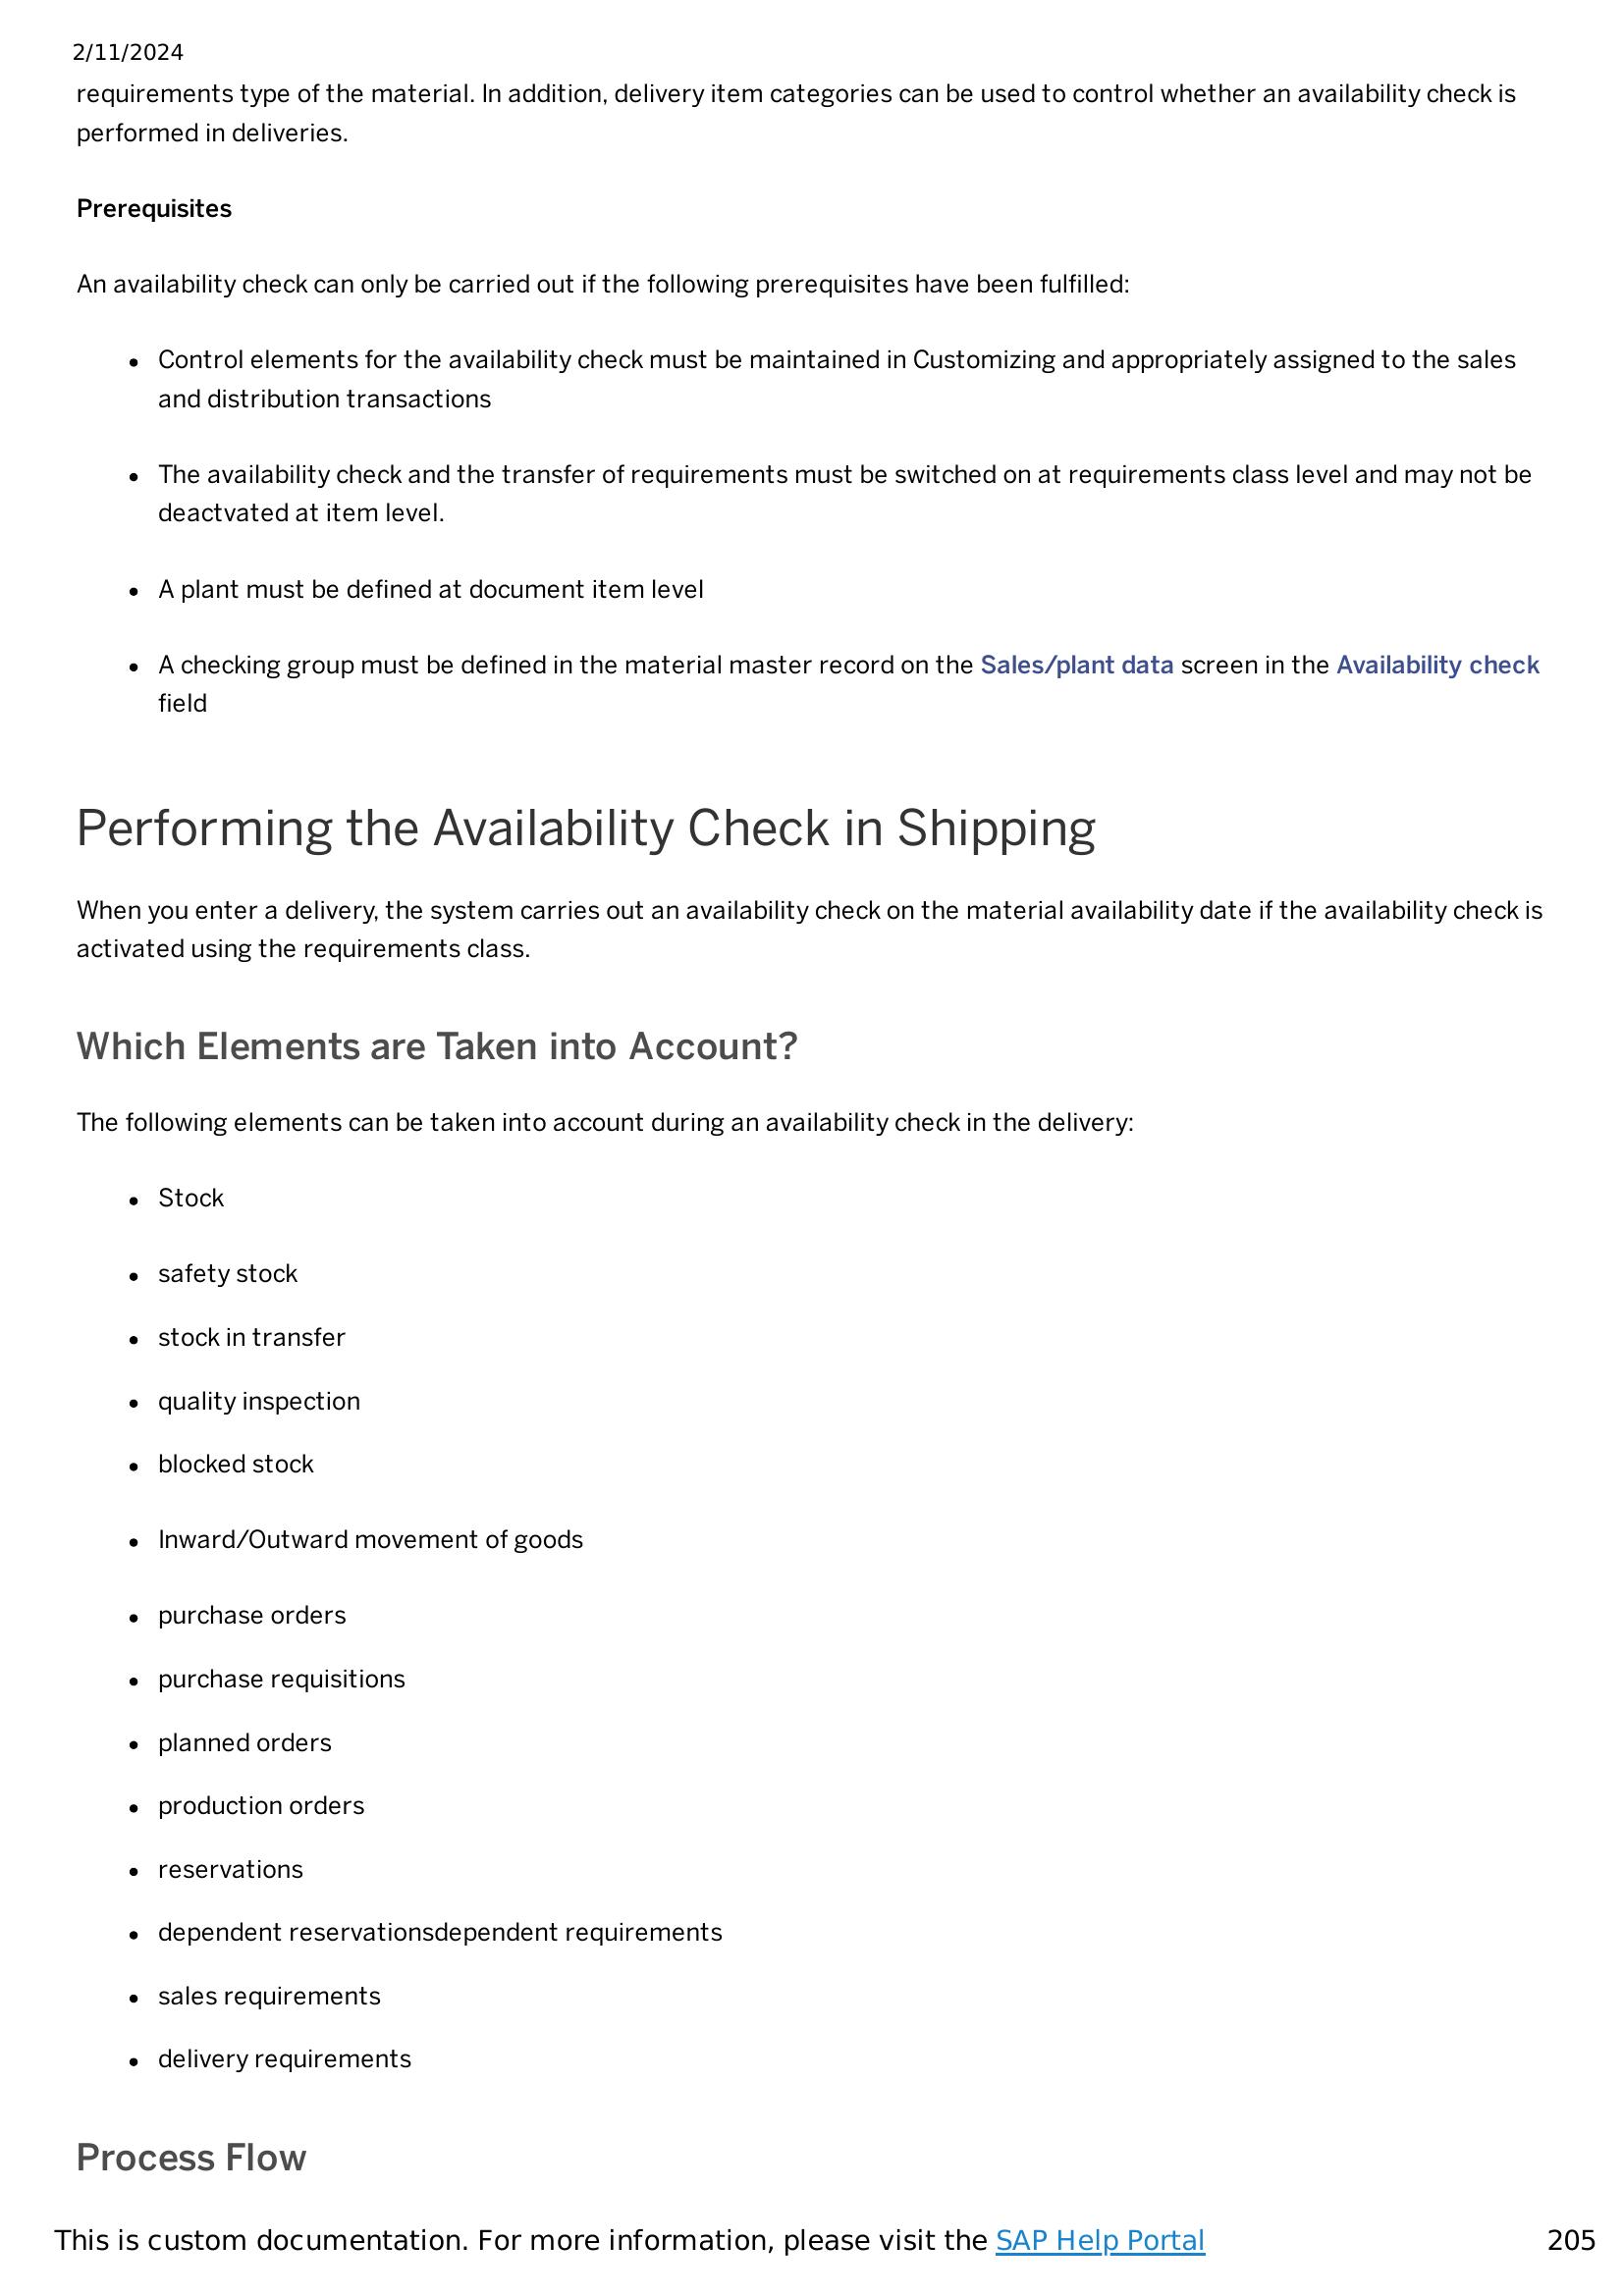 2/11/2024
requirements type of the material. In addition, delivery item categories can be used to control whether an availability check is
performed in deliveries.
Prerequisites
An availability check can only be carried out if the following prerequisites have been fulfilled:
• Control elements for the availability check must be maintained in Customizing and appropriately assigned to the sales
and distribution transactions
• The availability check and the transfer of requirements must be switched on at requirements class level and may not be
deactvated at item level.
• A plant must be defined at document item level
• A checking group must be defined in the material master record on the Sales/plant data screen in the Availability check
field
Performing the Availability Check in Shipping
When you enter a delivery, the system carries out an availability check on the material availability date if the availability check is
activated using the requirements class.
Which Elements are Taken into Account?
The following elements can be taken into account during an availability check in the delivery:
• Stock
• safety stock
• stock in transfer
• quality inspection
• blocked stock
• Inward/Outward movement of goods
• purchase orders
• purchase requisitions
• planned orders
• production orders
• reservations
• dependent reservationsdependent requirements
• sales requirements
• delivery requirements
Process Flow
This is custom documentation. For more information, please visit the SAP Help Portal 205